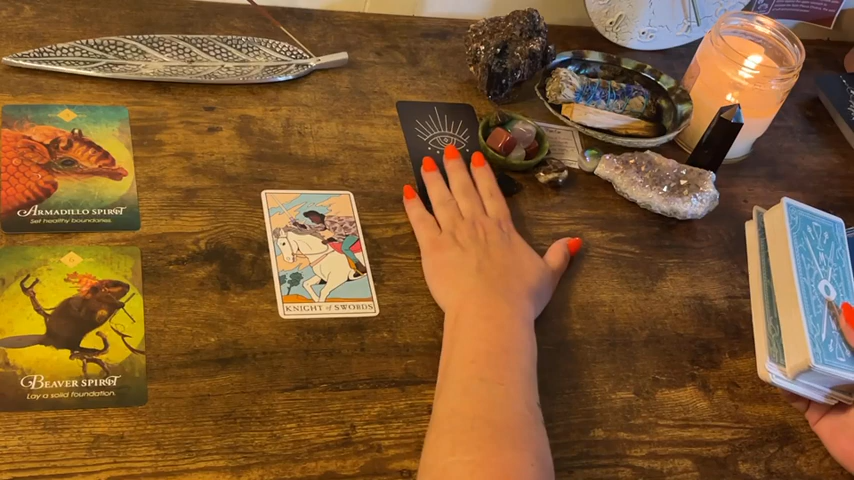 ARMADILLO SPIRIT
Set healthy boundaries.
BEAVER SPIRIT
Lay a solid foundation.
KNIGHT of SWORDS